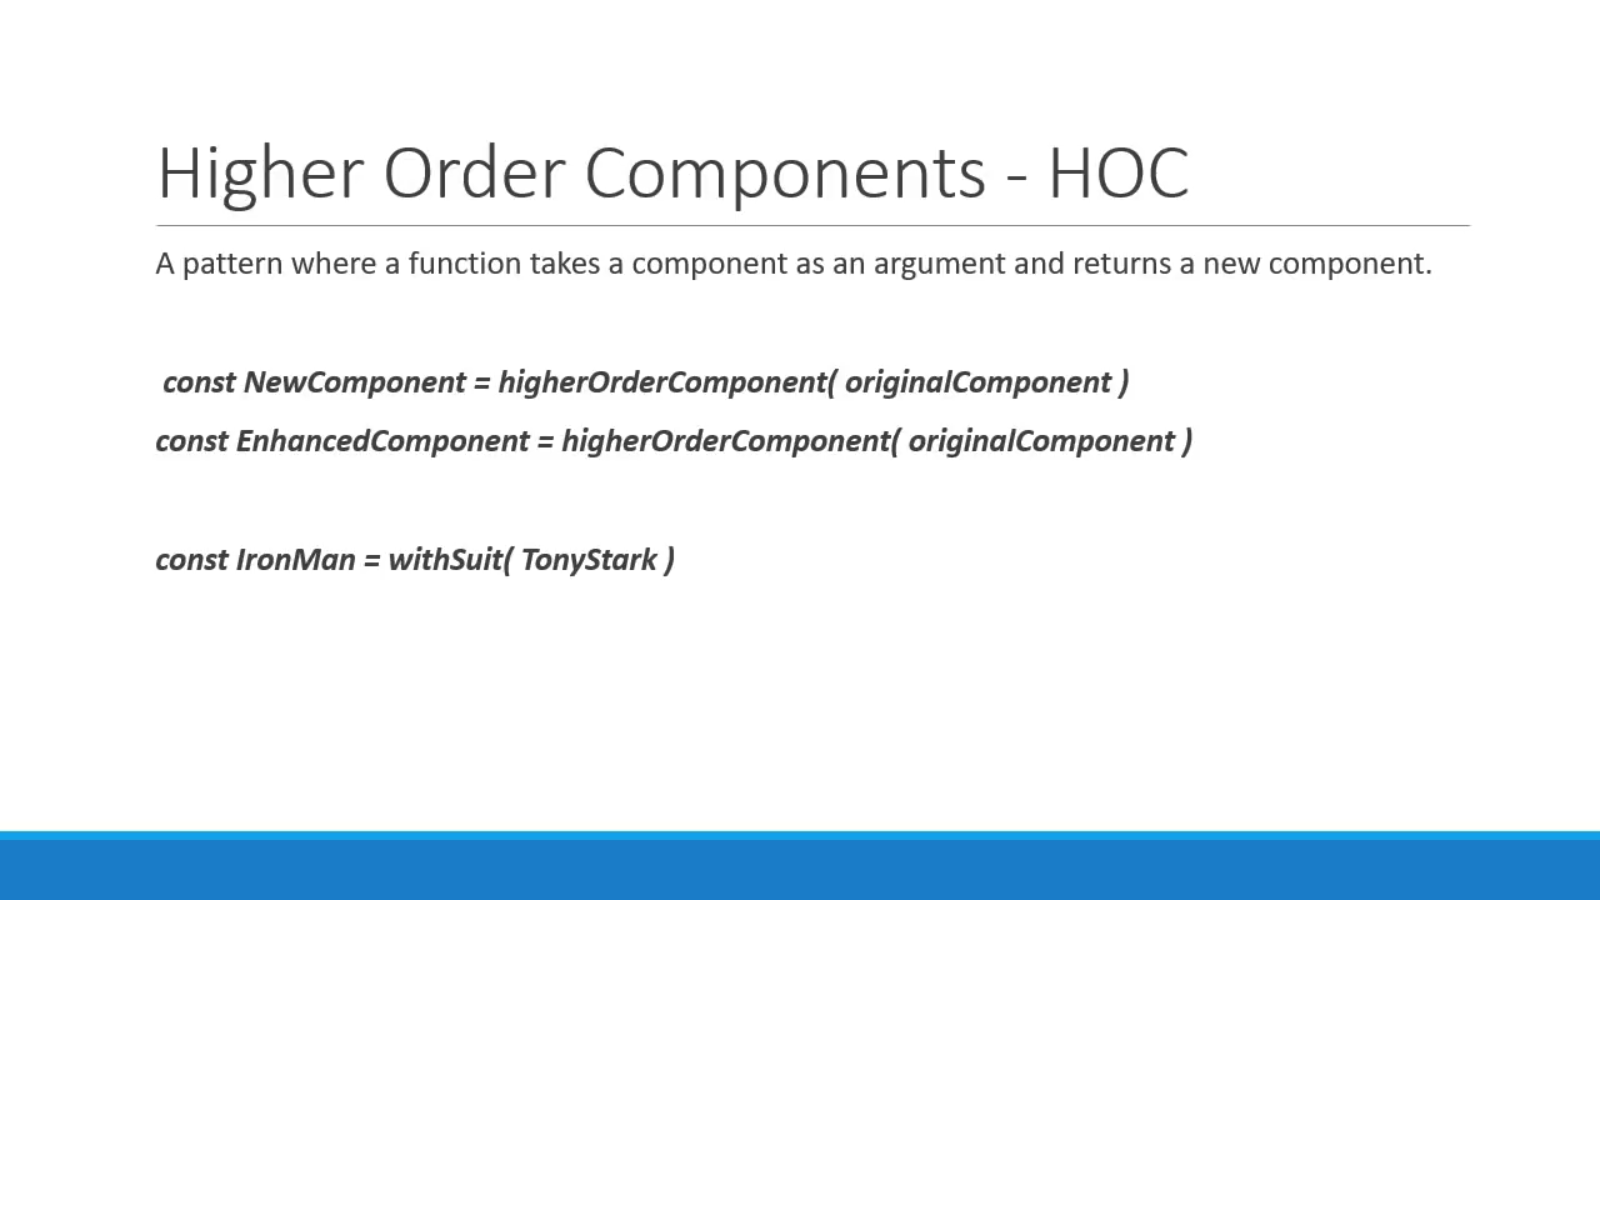 Higher Order Components - HOC
A pattern where a function takes a component as an argument and returns a new component.
const NewComponent = higherOrderComponent( originalComponent )
const EnhancedComponent = higherOrderComponent( originalComponent )
const IronMan = withSuit( TonyStark )